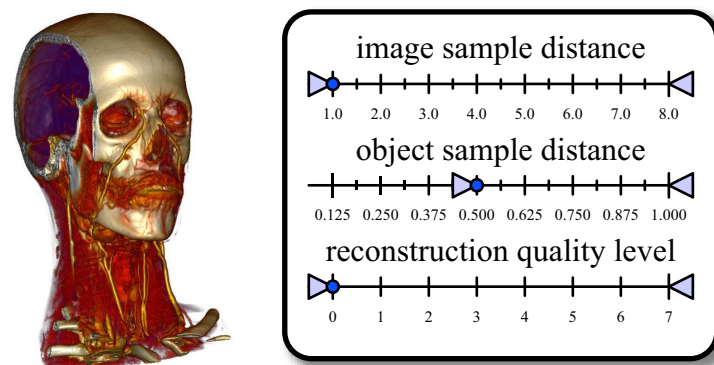 image sample distance
1.0 2.0 3.0 4.0 5.0 6.0 7.0 8.0
object sample distance
0.125 0.250 0.375 0.500 0.625 0.750 0.875 1.000
reconstruction quality level
0 1 2 3 4 5 6 7